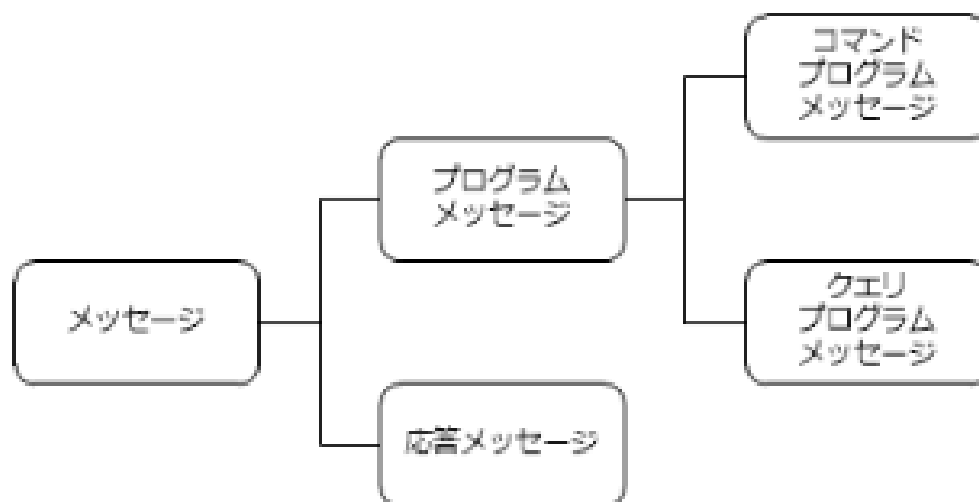 コマンド
プログラム
メッセージ
プログラム
メッセージ
メッセージ
クエリ
プログラム
メッセージ
応答メッセージ